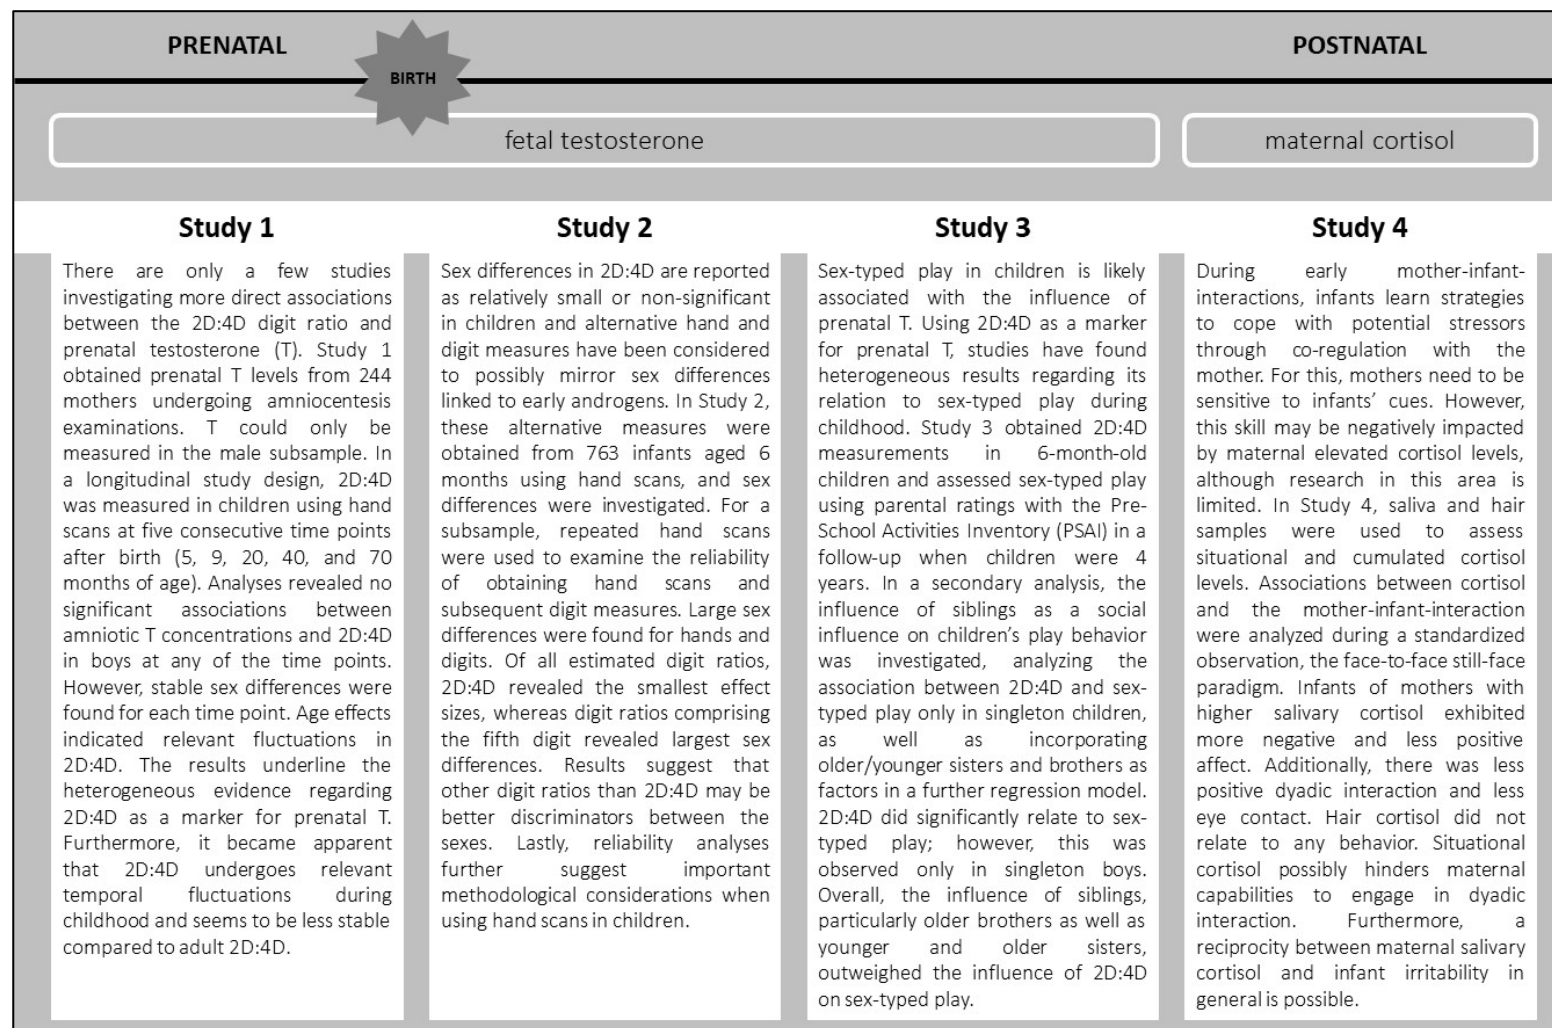 PRENATAL
POSTNATAL
BIRTH
fetal testosterone
maternal cortisol
Study 1
There are only a few studies
investigating more direct associations
between the 2D:4D digit ratio and
prenatal testosterone (T). Study 1
obtained prenatal T levels from 244
mothers undergoing amniocentesis
examinations. T could only be
measured in the male subsample. In
a longitudinal study design, 2D:4D
was measured in children using hand
scans at five consecutive time points
after birth (5, 9, 20, 40, and 70
months of age). Analyses revealed no
significant associations between
amniotic T concentrations and 2D:4D
in boys at any of the time points.
However, stable sex differences were
found for each time point. Age effects
indicated relevant fluctuations in
2D:4D. The results underline the
heterogeneous evidence regarding
2D:4D as a marker for prenatal T.
Furthermore, it became apparent
that 2D:4D undergoes relevant
temporal fluctuations during
childhood and seems to be less stable
compared to adult 2D:4D.
Study 2
Sex differences in 2D:4D are reported
as relatively small or non-significant
in children and alternative hand and
digit measures have been considered
to possibly mirror sex differences
linked to early androgens. In Study 2,
these alternative measures were
obtained from 763 infants aged 6
months using hand scans, and sex
differences were investigated. For a
subsample, repeated hand scans
were used to examine the reliability
of obtaining hand scans and
subsequent digit measures. Large sex
differences were found for hands and
digits. Of all estimated digit ratios,
2D:4D revealed the smallest effect
sizes, whereas digit ratios comprising
the fifth digit revealed largest sex
differences. Results suggest that
other digit ratios than 2D:4D may be
better discriminators between the
sexes. Lastly, reliability analyses
further suggest important
methodological considerations when
using hand scans in children.
Study 3
Sex-typed play in children is likely
associated with the influence of
prenatal T. Using 2D:4D as a marker
for prenatal T, studies have found
heterogeneous results regarding its
relation to sex-typed play during
childhood. Study 3 obtained 2D:4D
measurements in 6-month-old
children and assessed sex-typed play
using parental ratings with the Pre-
School Activities Inventory (PSAI) in a
follow-up when children were 4
years. In a secondary analysis, the
influence of siblings as a social
influence on children's play behavior
was investigated, analyzing the
association between 2D:4D and sex-
typed play only in singleton children,
as well as incorporating
older/younger sisters and brothers as
factors in a further regression model.
2D:4D did significantly relate to sex-
typed play; however, this was
observed only in singleton boys.
Overall, the influence of siblings,
particularly older brothers as well as
younger and older sisters,
outweighed the influence of 2D:4D
on sex-typed play.
Study 4
During early mother-infant-
interactions, infants learn strategies
to cope with potential stressors
through co-regulation with the
mother. For this, mothers need to be
sensitive to infants' cues. However,
this skill may be negatively impacted
by maternal elevated cortisol levels,
although research in this area is
limited. In Study 4, saliva and hair
samples were used to assess
situational and cumulated cortisol
levels. Associations between cortisol
and the mother-infant-interaction
were analyzed during a standardized
observation, the face-to-face still-face
paradigm. Infants of mothers with
higher salivary cortisol exhibited
more negative and less positive
affect. Additionally, there was less
positive dyadic interaction and less
eye contact. Hair cortisol did not
relate to any behavior. Situational
cortisol possibly hinders maternal
capabilities to engage in dyadic
interaction. Furthermore, a
reciprocity between maternal salivary
cortisol and infant irritability in
general is possible.